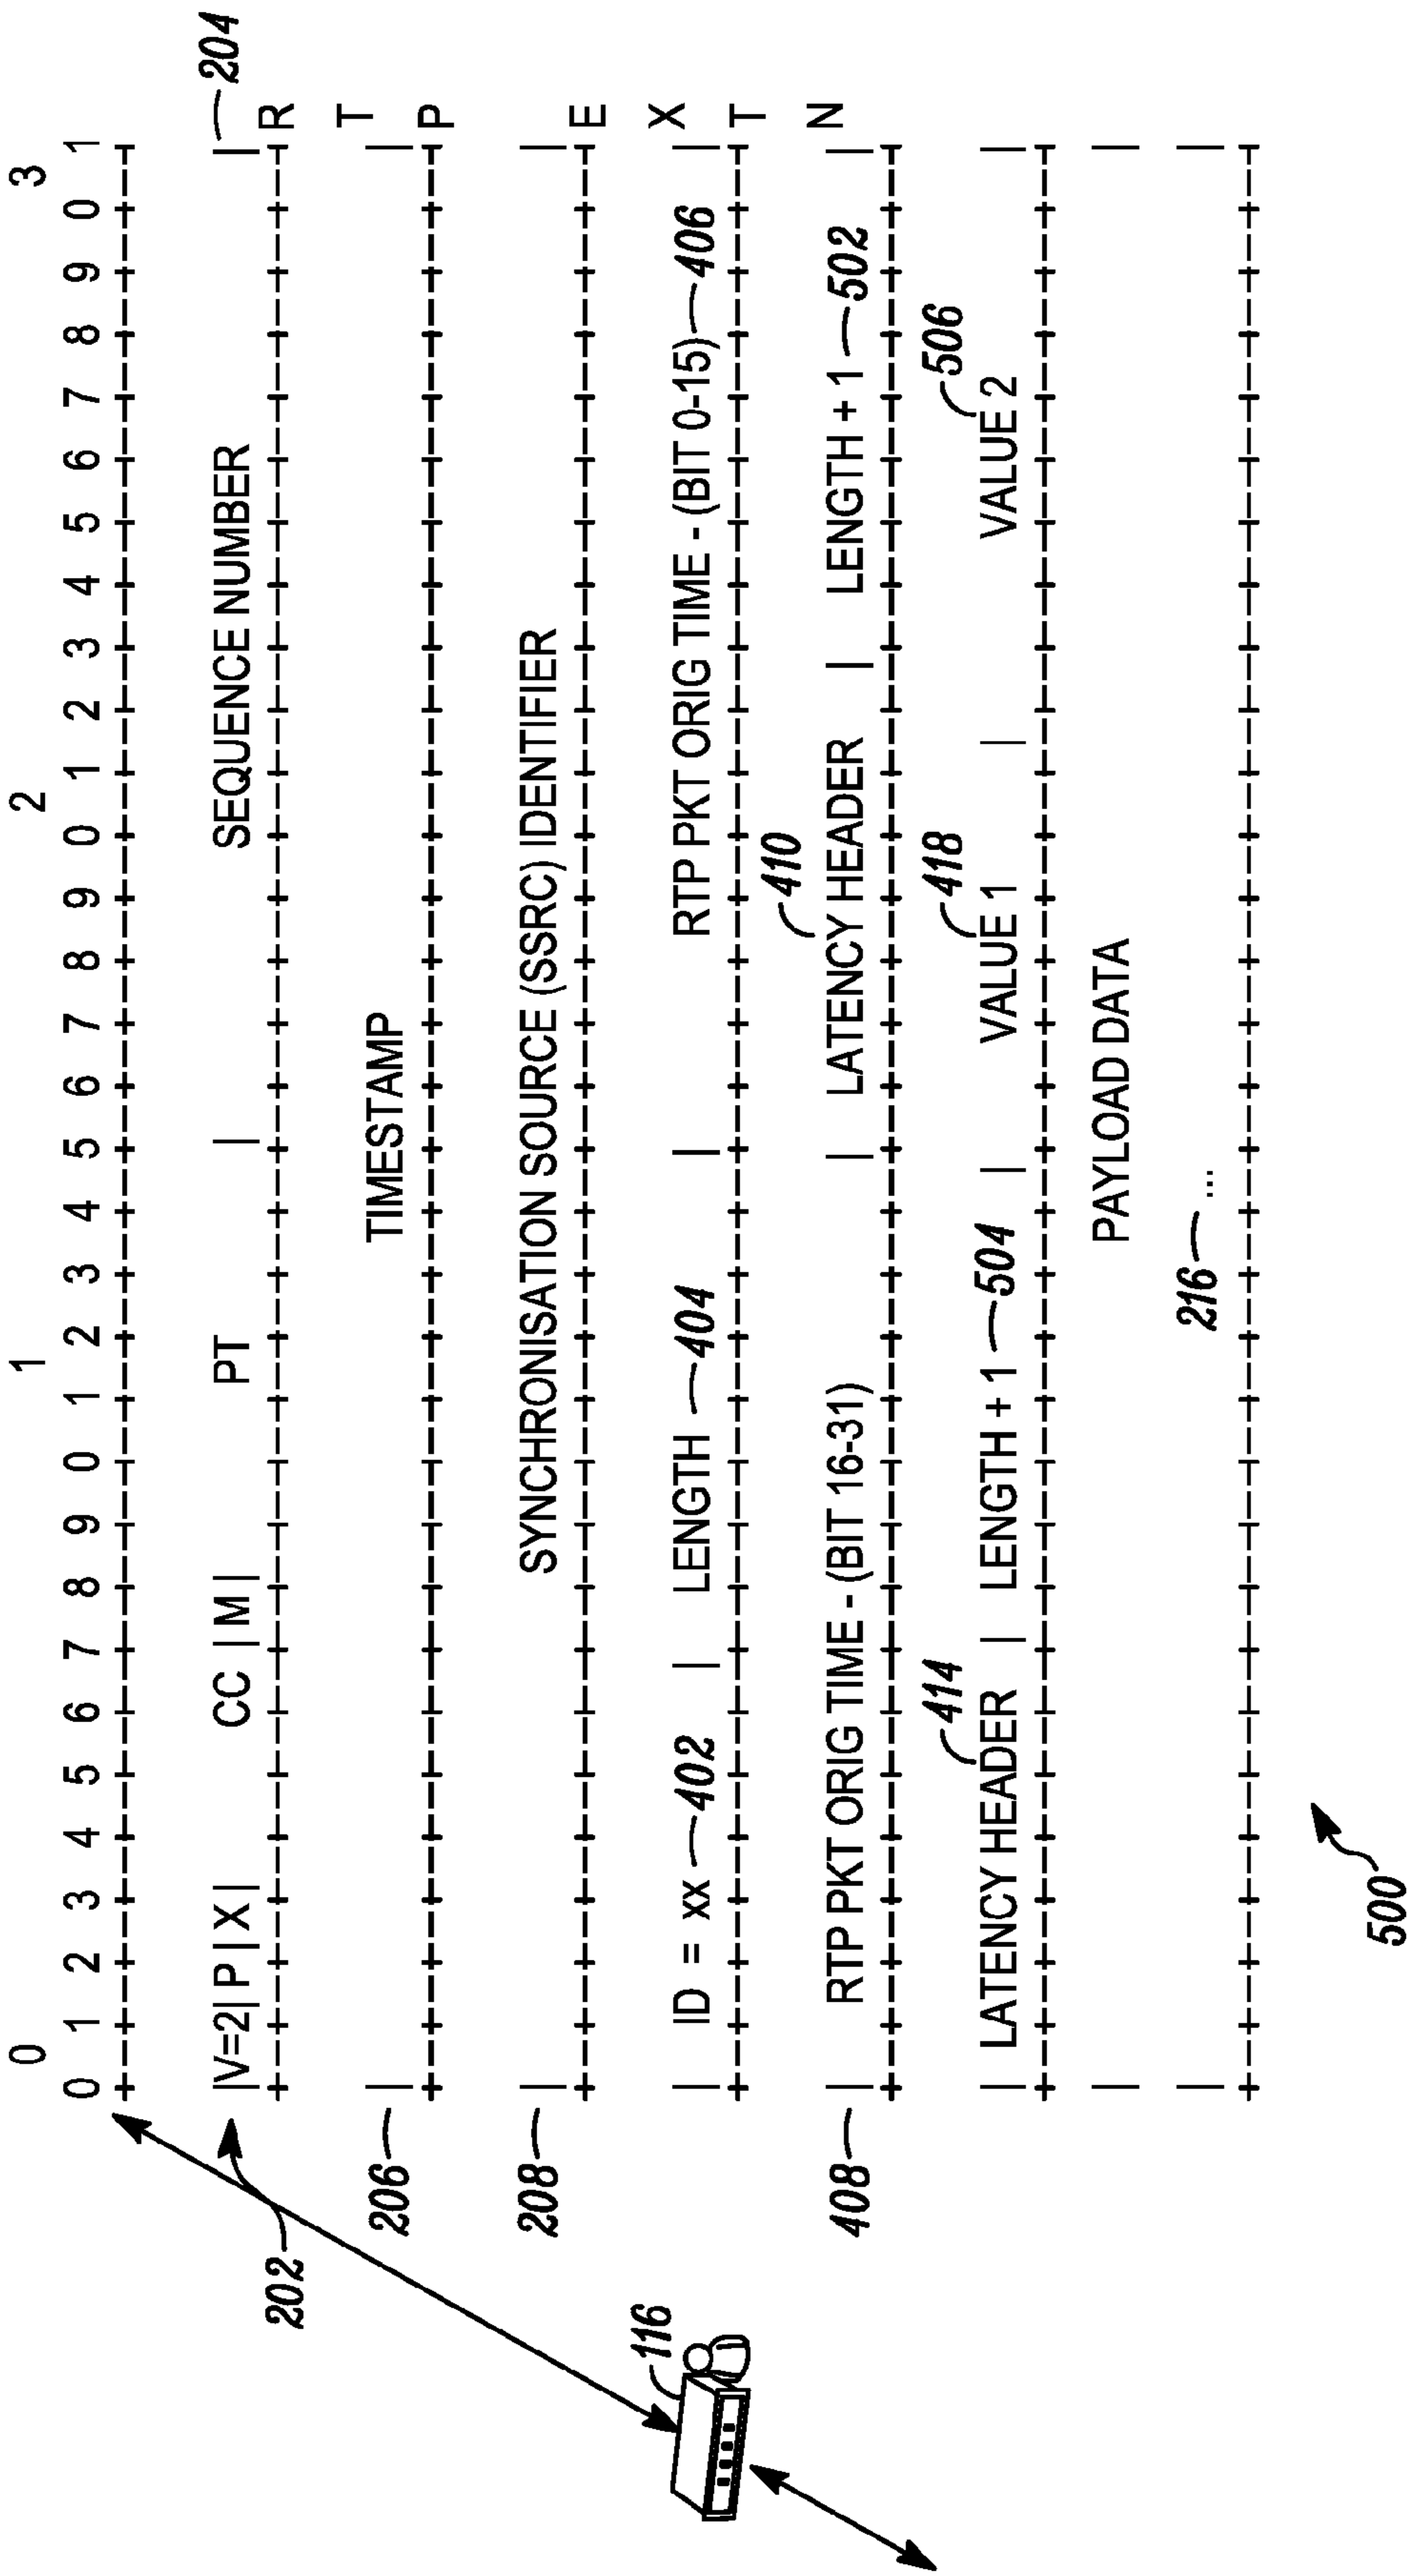 0 1 2 3
0 1 2 3 4 5 6 7 8 9 0 1 2 3 4 5 6 7 8 9 0 1 2 3 4 5 6 7 8 9 0 1
202
|V=2| P | X | CC | M | PT | SEQUENCE NUMBER | 204
R
206 | TIMESTAMP | T
P
208 | SYNCHRONISATION SOURCE (SSRC) IDENTIFIER |
E
116
| ID = xx 402 | LENGTH 404 | RTP PKT ORIG TIME - (BIT 0-15) 406 | X
T
410
408 | RTP PKT ORIG TIME - (BIT 16-31) | LATENCY HEADER | LENGTH + 1 502 | N
414 418 506
| LATENCY HEADER | LENGTH + 1 504 | VALUE 1 | VALUE 2 |
| PAYLOAD DATA |
| 216 ... |
500